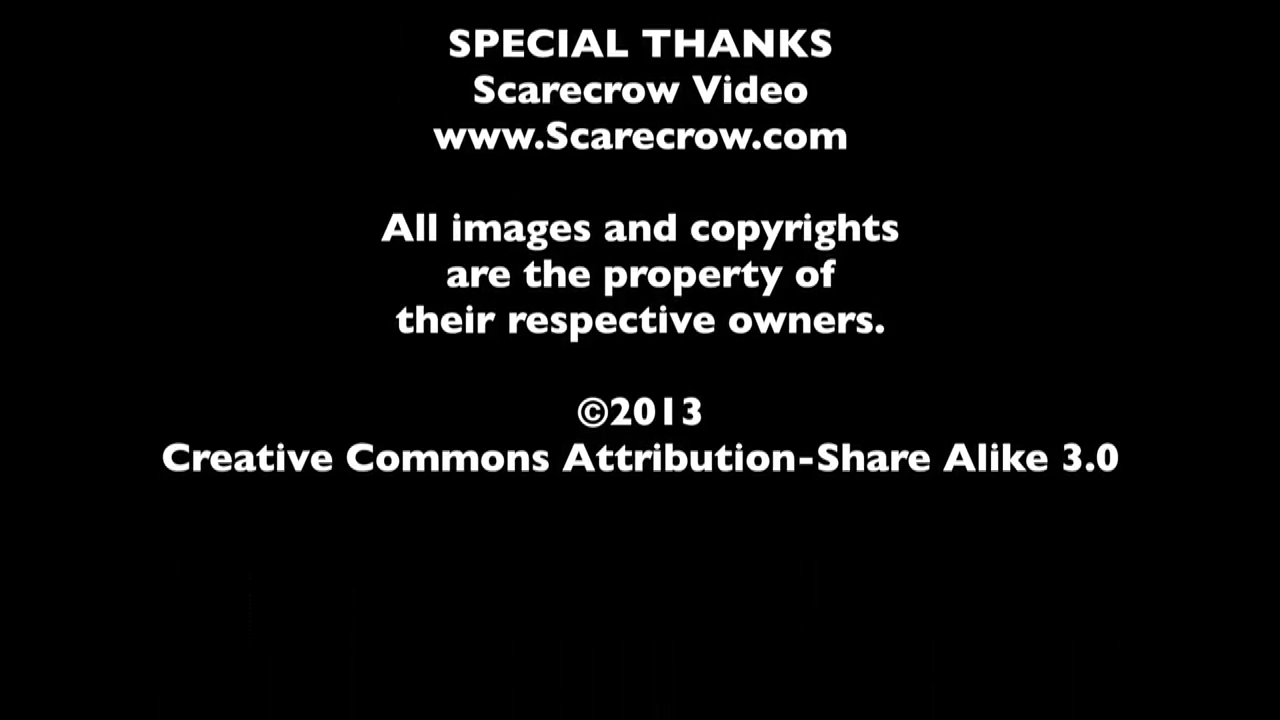 SPECIAL THANKS
Scarecrow Video
www.Scarecrow.com
All images and copyrights
are the property of
their respective owners.
©2013
Creative Commons Attribution-Share Alike 3.0